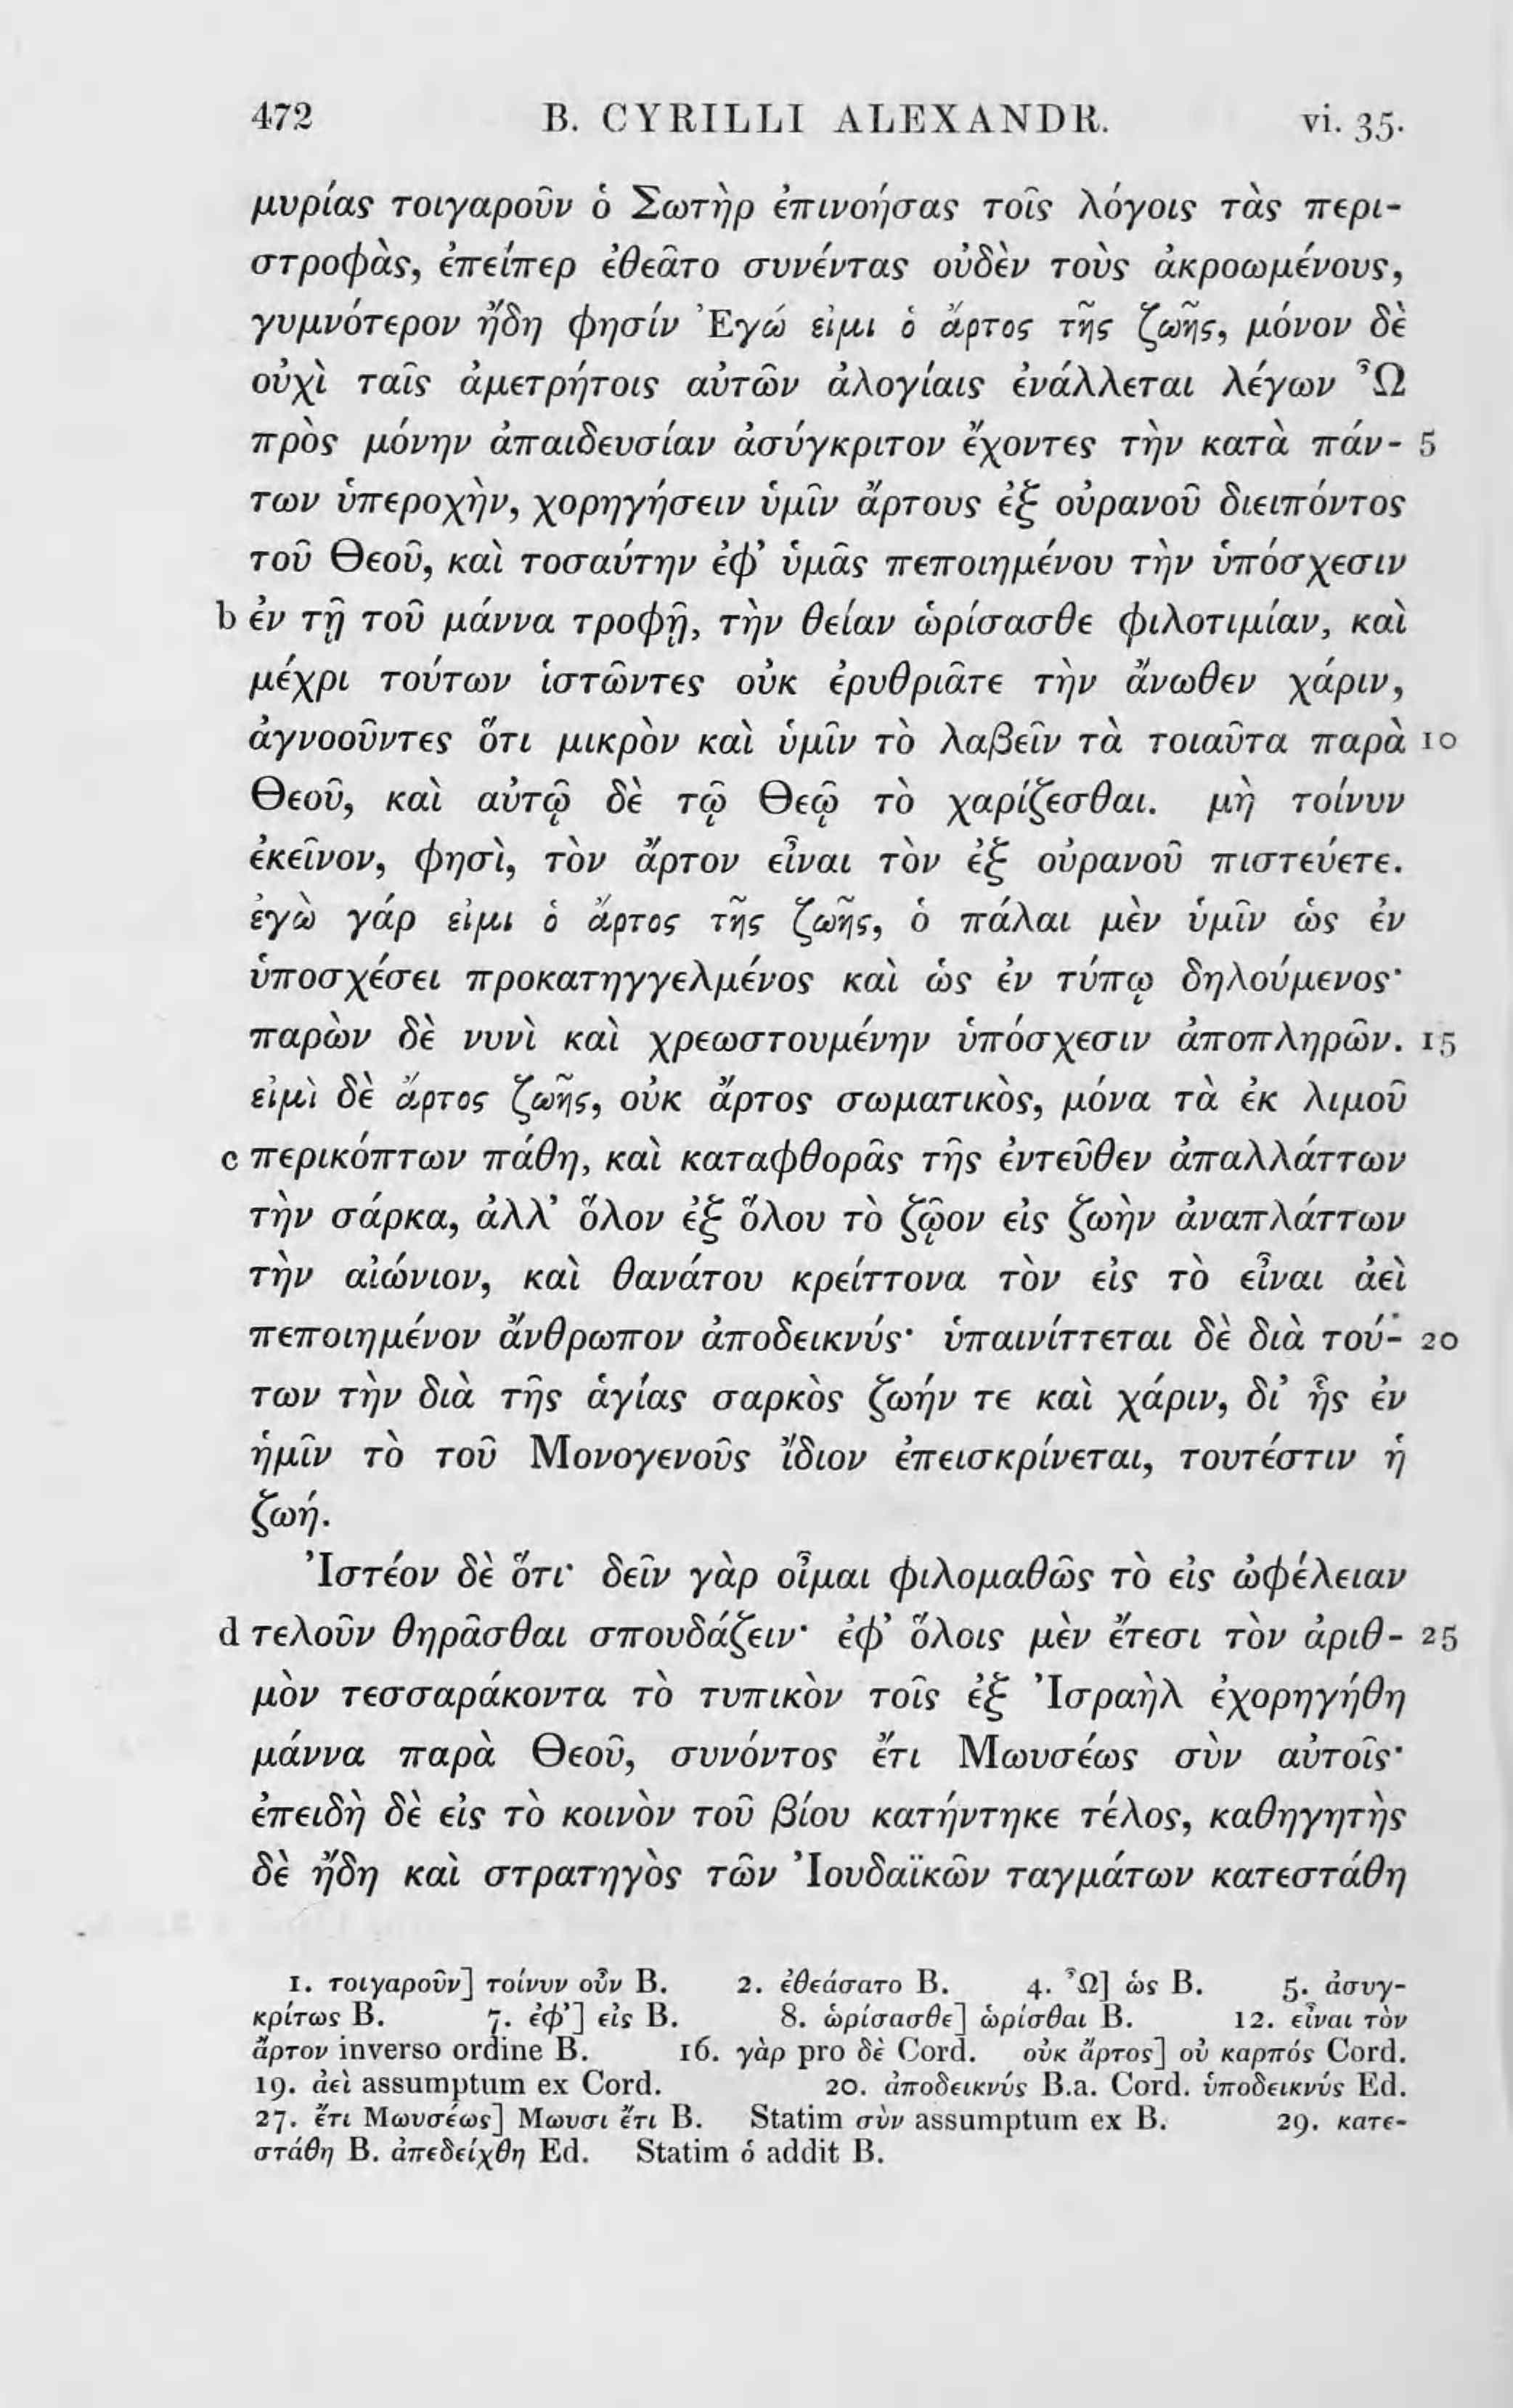 472 B. CYRILLI ALEXANDR. vi. 35.
μυρίας τοιγαροῦν ὁ Σωτὴρ ἐπινοήσας τοῖς λόγοις τὰς περι-
στροφὰς, ἐπείπερ ἐθεᾶτο συνέντας οὐδὲν τοὺς ἀκροωμένους,
γυμνότερον ἤδη φησίν Ἐγώ εἰμι ὁ ἄρτος τῆς ζωῆς, μόνον δὲ
οὐχὶ ταῖς ἀμετρήτοις αὐτῶν ἀλογίαις ἐνάλλεται λέγων Ὦ
πρὸς μόνην ἀπαιδευσίαν ἀσύγκριτον ἔχοντες τὴν κατὰ πάν- 5
των ὑπεροχὴν, χορηγήσειν ὑμῖν ἄρτους ἐξ οὐρανοῦ διειπόντος
τοῦ Θεοῦ, καὶ τοσαύτην ἐφ’ ὑμᾶς πεποιημένου τὴν ὑπόσχεσιν
b ἐν τῇ τοῦ μάννα τροφῇ, τὴν θείαν ὡρίσασθε φιλοτιμίαν, καὶ
μέχρι τούτων ἱστῶντες οὐκ ἐρυθριᾶτε τὴν ἄνωθεν χάριν,
ἀγνοοῦντες ὅτι μικρὸν καὶ ὑμῖν τὸ λαβεῖν τὰ τοιαῦτα παρὰ 10
Θεοῦ, καὶ αὐτῷ δὲ τῷ Θεῷ τὸ χαρίζεσθαι. μὴ τοίνυν
ἐκεῖνον, φησὶ, τὸν ἄρτον εἶναι τὸν ἐξ οὐρανοῦ πιστεύετε.
ἐγὼ γάρ εἰμι ὁ ἄρτος τῆς ζωῆς, ὁ πάλαι μὲν ὑμῖν ὡς ἐν
ὑποσχέσει προκατηγγελμένος καὶ ὡς ἐν τύπῳ δηλούμενος·
παρὼν δὲ νυνὶ καὶ χρεωστουμένην ὑπόσχεσιν ἀποπληρῶν. 15
εἰμὶ δὲ ἄρτος ζωῆς, οὐκ ἄρτος σωματικὸς, μόνα τὰ ἐκ λιμοῦ
c περικόπτων πάθη, καὶ καταφθορᾶς τῆς ἐντεῦθεν ἀπαλλάττων
τὴν σάρκα, ἀλλ’ ὅλον ἐξ ὅλου τὸ ζῷον εἰς ζωὴν ἀναπλάττων
τὴν αἰώνιον, καὶ θανάτου κρείττονα τὸν εἰς τὸ εἶναι ἀεὶ
πεποιημένον ἄνθρωπον ἀποδεικνύς· ὑπαινίττεται δὲ διὰ τού- 20
των τὴν διὰ τῆς ἁγίας σαρκὸς ζωήν τε καὶ χάριν, δι’ ἧς ἐν
ἡμῖν τὸ τοῦ Μονογενοῦς ἴδιον ἐπεισκρίνεται, τουτέστιν ἡ
ζωή.
Ἰστέον δὲ ὅτι· δεῖν γὰρ οἶμαι φιλομαθῶς τὸ εἰς ὠφέλειαν
d τελοῦν θηρᾶσθαι σπουδάζειν· ἐφ’ ὅλοις μὲν ἔτεσι τὸν ἀριθ- 25
μὸν τεσσαράκοντα τὸ τυπικὸν τοῖς ἐξ Ἰσραὴλ ἐχορηγήθη
μάννα παρὰ Θεοῦ, συνόντος ἔτι Μωυσέως σὺν αὐτοῖς·
ἐπειδὴ δὲ εἰς τὸ κοινὸν τοῦ βίου κατήντηκε τέλος, καθηγητὴς
δὲ ἤδη καὶ στρατηγὸς τῶν Ἰουδαϊκῶν ταγμάτων κατεστάθη
1. τοιγαροῦν] τοίνυν οὖν B. 2. ἐθεάσατο B. 4. Ὦ] ὡς B. 5. ἀσυγ-
κρίτως B. 7. ἐφ’] εἰς B. 8. ὡρίσασθε] ὡρίσθαι B. 12. εἶναι τὸν
ἄρτον inverso ordine B. 16. γὰρ pro δὲ Cord. οὐκ ἄρτος] οὐ καρπός Cord.
19. ἀεὶ assumptum ex Cord. 20. ἀποδεικνύς B.a. Cord. ὑποδεικνύς Ed.
27. ἔτι Μωυσέως] Μωυσι ἔτι B. Statim σὺν assumptum ex B. 29. κατε-
στάθη B. ἀπεδείχθη Ed. Statim ὁ addit B.